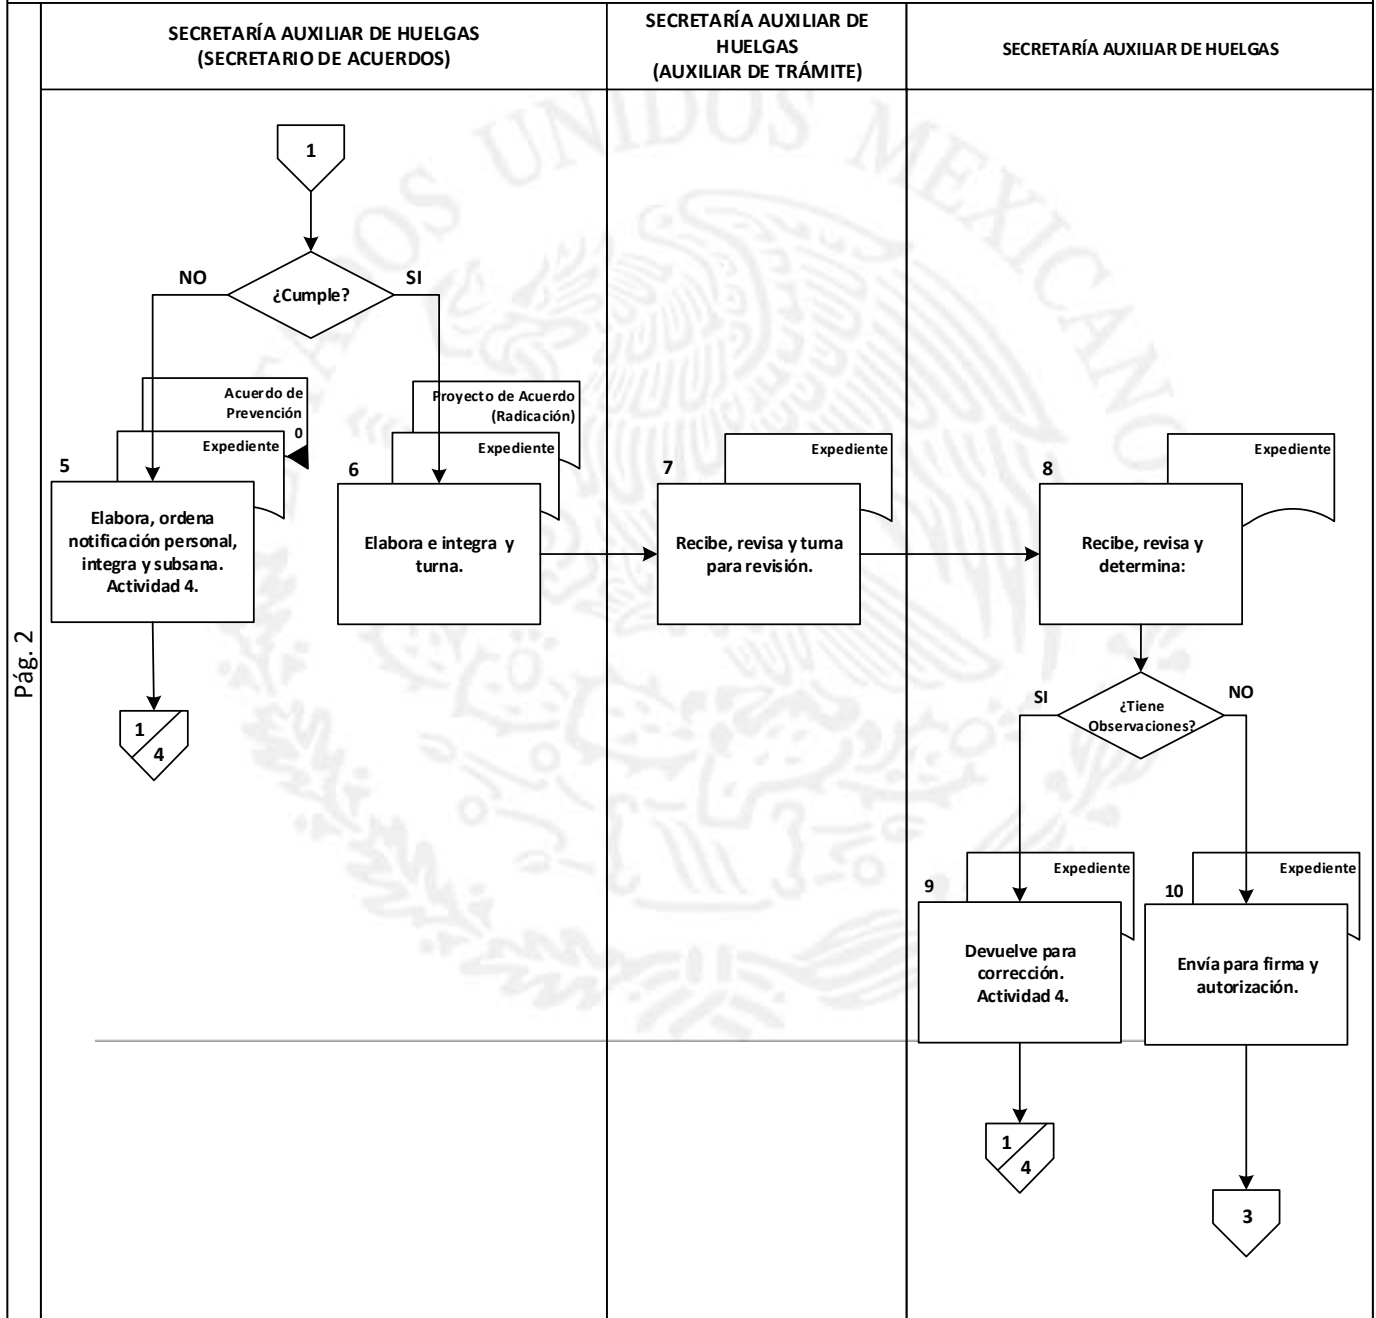 SECRETARÍA AUXILIAR DE HUELGAS
(SECRETARIO DE ACUERDOS)
SECRETARÍA AUXILIAR DE
HUELGAS
(AUXILIAR DE TRÁMITE)
SECRETARÍA AUXILIAR DE HUELGAS
ESTADOS UNIDOS MEXICANOS
Pág. 2
1
¿Cumple?
NO
SI
Acuerdo de
Prevención
0
Expediente
5
Elabora, ordena
notificación personal,
integra y subsana.
Actividad 4.
1
4
Proyecto de Acuerdo
(Radicación)
Expediente
6
Elabora e integra y
turna.
Expediente
7
Recibe, revisa y turna
para revisión.
Expediente
8
Recibe, revisa y
determina:
¿Tiene
Observaciones?
SI
NO
Expediente
9
Devuelve para
corrección.
Actividad 4.
1
4
Expediente
10
Envía para firma y
autorización.
3